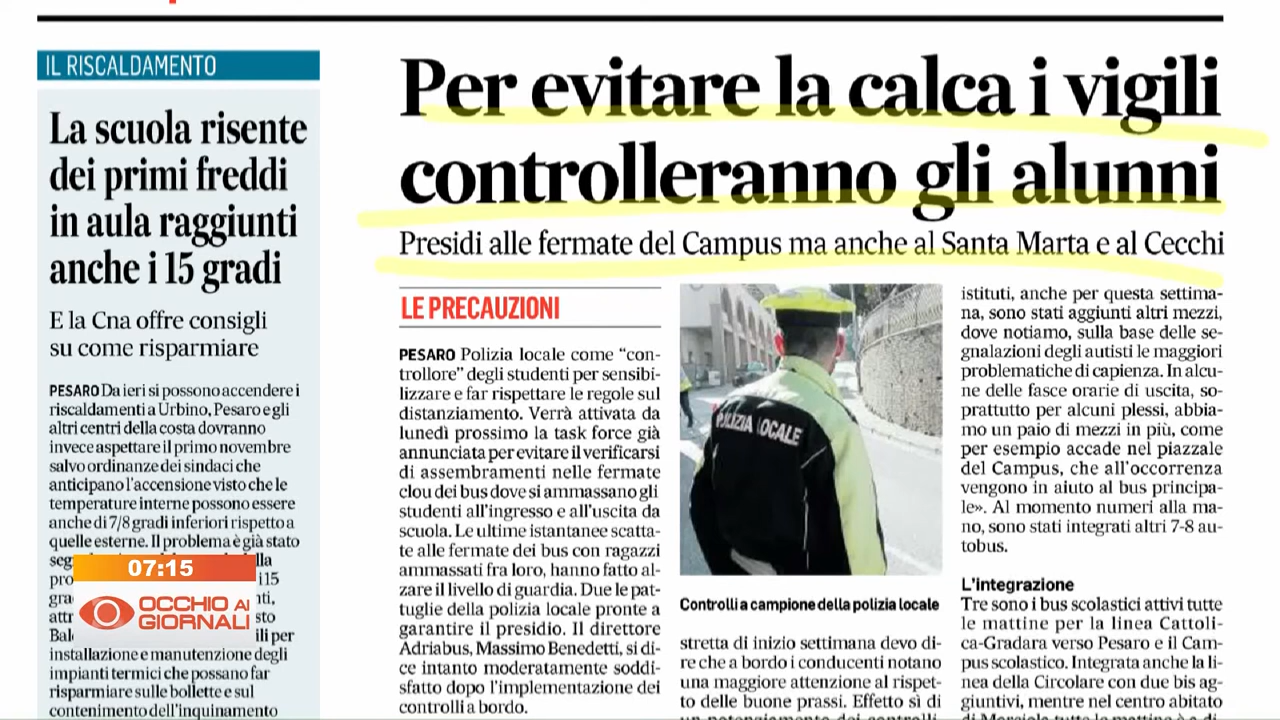 IL RISCALDAMENTO
La scuola risente
dei primi freddi
in aula raggiunti
anche i 15 gradi
E la Cna offre consigli
su come risparmiare
PESARO Da ieri si possono accendere i
riscaldamenti a Urbino, Pesaro e gli
altri centri della costa dovranno
invece aspettare il primo novembre
salvo ordinanze dei sindaci che
anticipano l'accensione visto che le
temperature interne possono essere
anche di 7/8 gradi inferiori rispetto a
quelle esterne. Il problema è già stato
installazione e manutenzione degli
impianti termici che possano far
risparmiare sulle bollette e sul
contenimento dell'inquinamento
07:15
OCCHIO AI
GIORNALI
Per evitare la calca i vigili
controlleranno gli alunni
Presidi alle fermate del Campus ma anche al Santa Marta e al Cecchi
LE PRECAUZIONI
PESARO Polizia locale come “con-
trollore” degli studenti per sensibi-
lizzare e far rispettare le regole sul
distanziamento. Verrà attivata da
lunedì prossimo la task force già
annunciata per evitare il verificarsi
di assembramenti nelle fermate
clou dei bus dove si ammassano gli
studenti all'ingresso e all'uscita da
scuola. Le ultime istantanee scatta-
te alle fermate dei bus con ragazzi
ammassati fra loro, hanno fatto al-
zare il livello di guardia. Due le pat-
tuglie della polizia locale pronte a
garantire il presidio. Il direttore
Adriabus, Massimo Benedetti, si di-
ce intanto moderatamente soddi-
sfatto dopo l'implementazione dei
controlli a bordo.
POLIZIA LOCALE
Controlli a campione della polizia locale
stretta di inizio settimana devo di-
re che a bordo i conducenti notano
una maggiore attenzione al rispet-
to delle buone prassi. Effetto sì di
un potenziamento dei controlli
istituti, anche per questa settima-
na, sono stati aggiunti altri mezzi,
dove notiamo, sulla base delle se-
gnalazioni degli autisti le maggiori
problematiche di capienza. In alcu-
ne delle fasce orarie di uscita, so-
prattutto per alcuni plessi, abbia-
mo un paio di mezzi in più, come
per esempio accade nel piazzale
del Campus, che all'occorrenza
vengono in aiuto al bus principa-
le». Al momento numeri alla ma-
no, sono stati integrati altri 7-8 au-
tobus.
L'integrazione
Tre sono i bus scolastici attivi tutte
le mattine per la linea Cattoli-
ca-Gradara verso Pesaro e il Cam-
pus scolastico. Integrata anche la li-
nea della Circolare con due bis ag-
giuntivi, mentre nel centro abitato